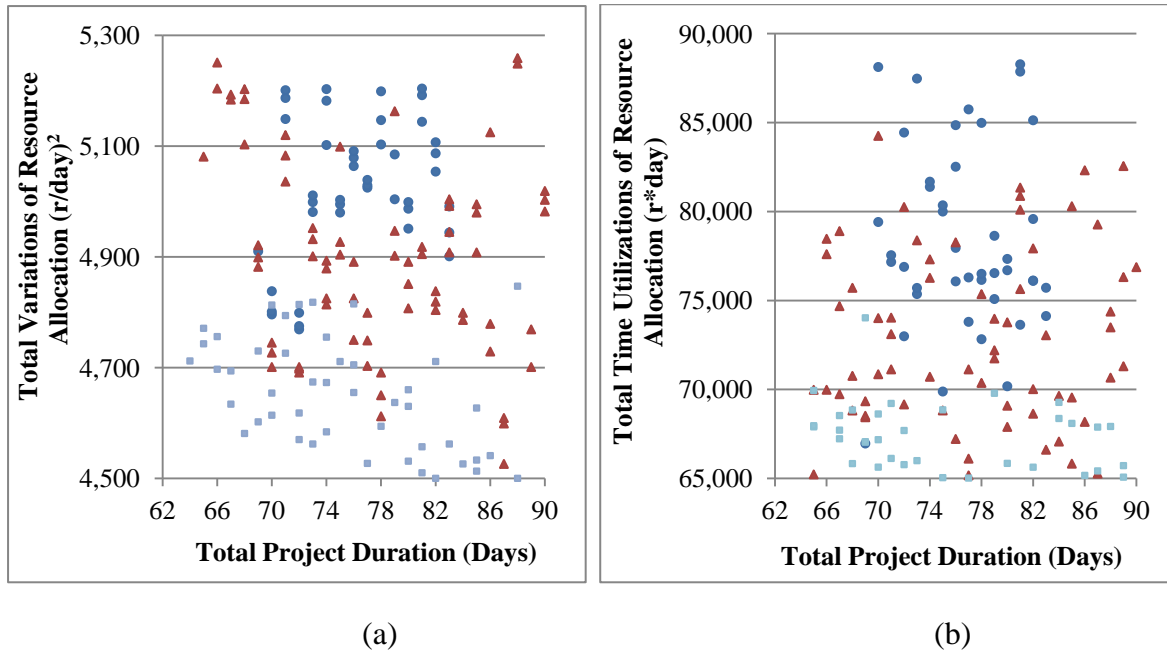 Total Variations of Resource
Allocation (r/day)²
5,300
5,100
4,900
4,700
4,500
62 66 70 74 78 82 86 90
Total Project Duration (Days)
(a)
Total Time Utilizations of Resource
Allocation (r*day)
90,000
85,000
80,000
75,000
70,000
65,000
62 66 70 74 78 82 86 90
Total Project Duration (Days)
(b)